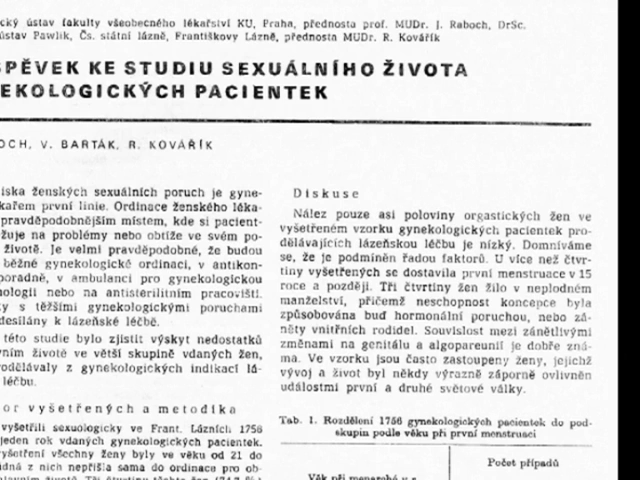 cký ústav fakulty všeobecného lékařství KU, Praha, přednosta prof. MUDr. J. Raboch, DrSc.
ústav Pawlik, Čs. státní lázně, Františkovy Lázně, přednosta MUDr. R. Kovářík
SPĚVEK KE STUDIU SEXUÁLNÍHO ŽIVOTA
EKOLOGICKÝCH PACIENTEK
OCH, V. BARTÁK, R. KOVÁŘÍK
iska ženských sexuálních poruch je gyne-
kařem první linie. Ordinace ženského léka-
pravděpodobnějším místem, kde si pacient-
žuje na problémy nebo obtíže ve svém po-
životě. Je velmi pravděpodobné, že budou
běžné gynekologické ordinaci, v antikon-
poradně, v ambulanci pro gynekologickou
nologii nebo na antisterilitním pracovišti.
y s těžšími gynekologickými poruchami
desílány k lázeňské léčbě.
této studie bylo zjistit výskyt nedostatků
vním životě ve větší skupině vdaných žen,
rodělávaly z gynekologických indikací lá-
léčbu.
or vyšetřených a metodika
vyšetřili sexuologicky ve Frant. Lázních 1756
jeden rok vdaných gynekologických pacientek.
yšetření všechny ženy byly ve věku od 21 do
idná z nich nepřišla sama do ordinace pro ob-
Diskuse
Nález pouze asi poloviny orgastických žen ve
vyšetřeném vzorku gynekologických pacientek pro-
dělávajících lázeňskou léčbu je nízký. Domníváme
se, že je podmíněn řadou faktorů. U více než čtvr-
tiny vyšetřených se dostavila první menstruace v 15
roce a později. Tři čtvrtiny žen žilo v neplodném
manželství, přičemž neschopnost koncepce byla
způsobována buď hormonální poruchou, nebo zá-
něty vnitřních rodidel. Souvislost mezi zánětlivými
změnami na genitálu a algopareunií je dobře zná-
ma. Ve vzorku jsou často zastoupeny ženy, jejichž
vývoj a život byl někdy výrazně záporně ovlivněn
událostmi první a druhé světové války.
Tab. 1. Rozdělení 1756 gynekologických pacientek do pod-
skupin podle věku při první menstruaci
Počet případů
Věk při menarché v r.